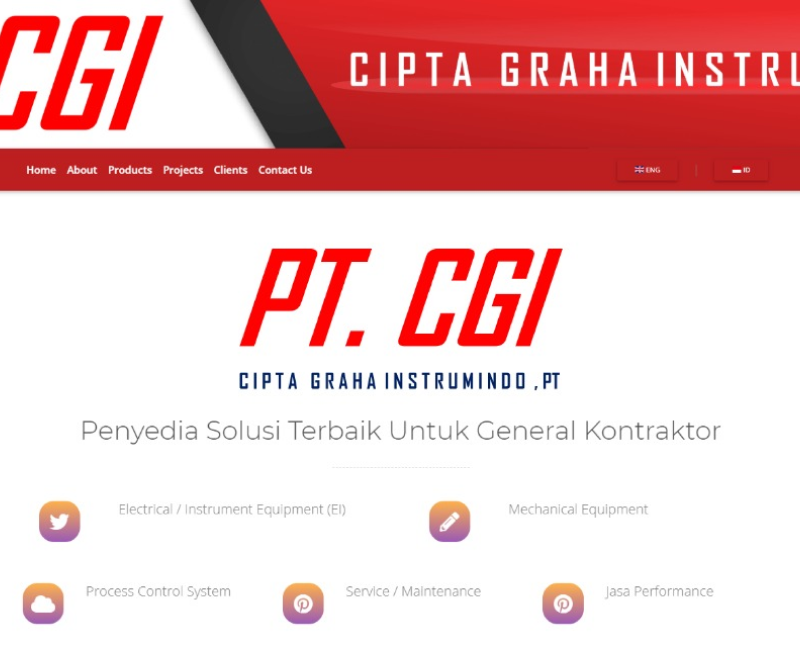 CGI
CIPTA GRAHA INSTRU
Home About Products Projects Clients Contact Us ENG ID
PT. CGI
CIPTA GRAHA INSTRUMINDO , PT
Penyedia Solusi Terbaik Untuk General Kontraktor
Electrical / Instrument Equipment (EI) Mechanical Equipment
Process Control System Service / Maintenance Jasa Performance